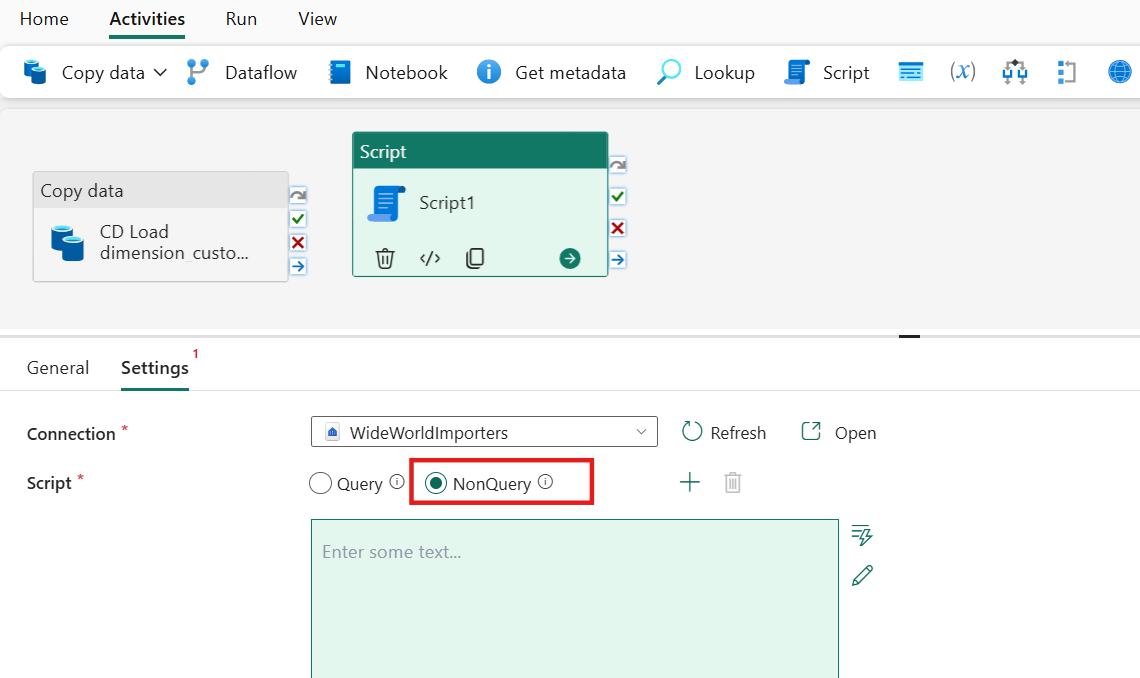 Home Activities Run View
Copy data Dataflow Notebook Get metadata Lookup Script (x)
Script
Copy data
Script1
CD Load
dimension_custo...
General Settings 1
Connection * WideWorldImporters Refresh Open
Script * Query NonQuery
Enter some text...